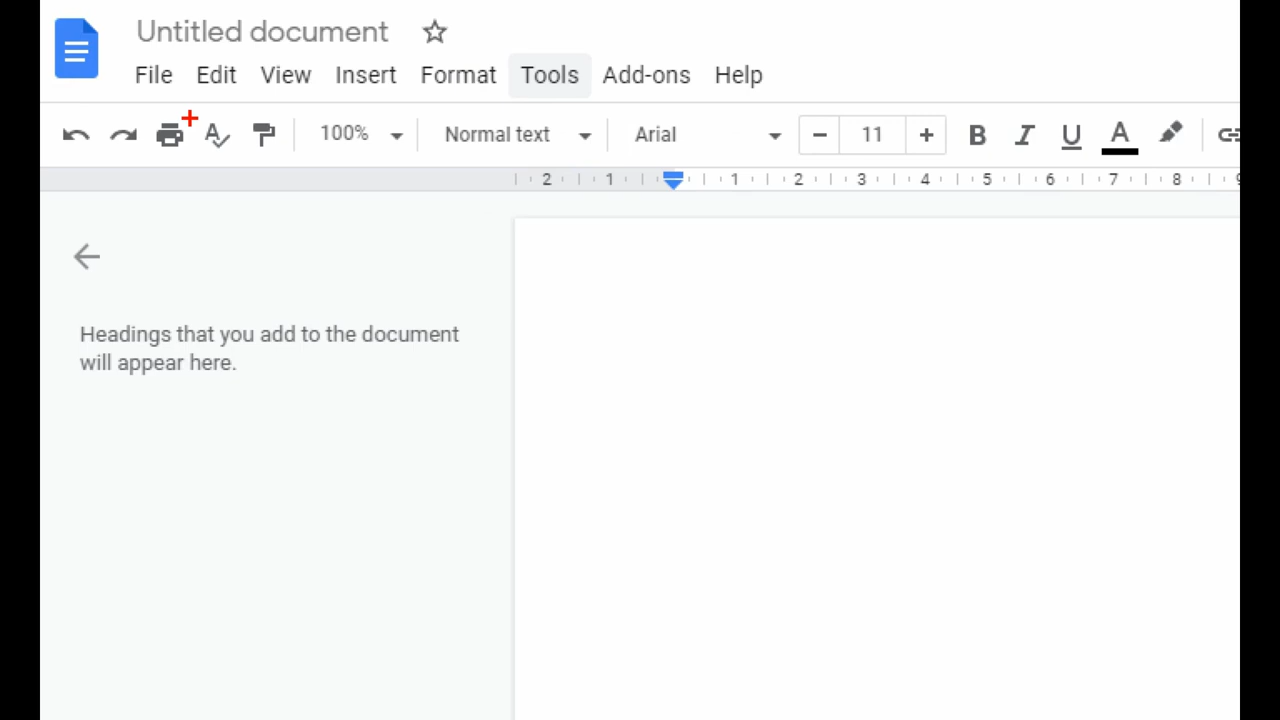 Untitled document
File Edit View Insert Format Tools Add-ons Help
100% Normal text Arial − 11 + B I U A
2 1 1 2 3 4 5 6 7 8 9
Headings that you add to the document
will appear here.